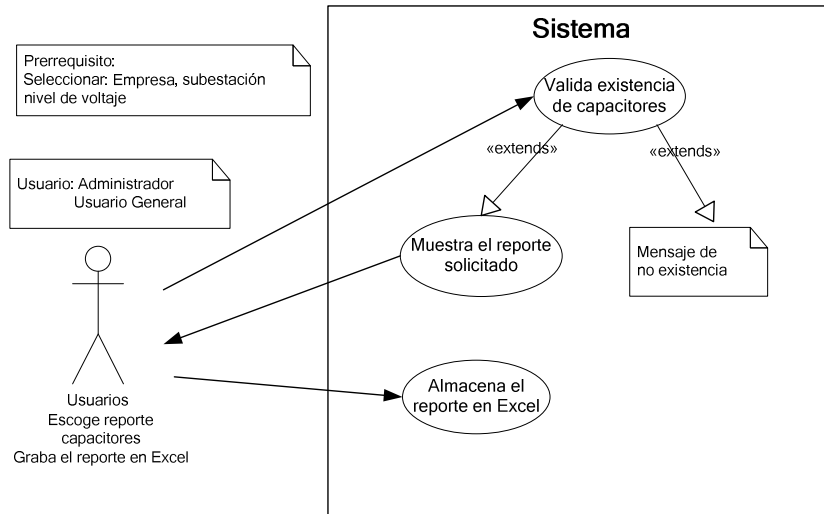 Sistema
Prerrequisito:
Seleccionar: Empresa, subestación
nivel de voltaje
Valida existencia
de capacitores
«extends»
«extends»
Usuario: Administrador
Usuario General
Muestra el reporte
solicitado
Mensaje de
no existencia
Usuarios
Escoge reporte
capacitores
Graba el reporte en Excel
Almacena el
reporte en Excel